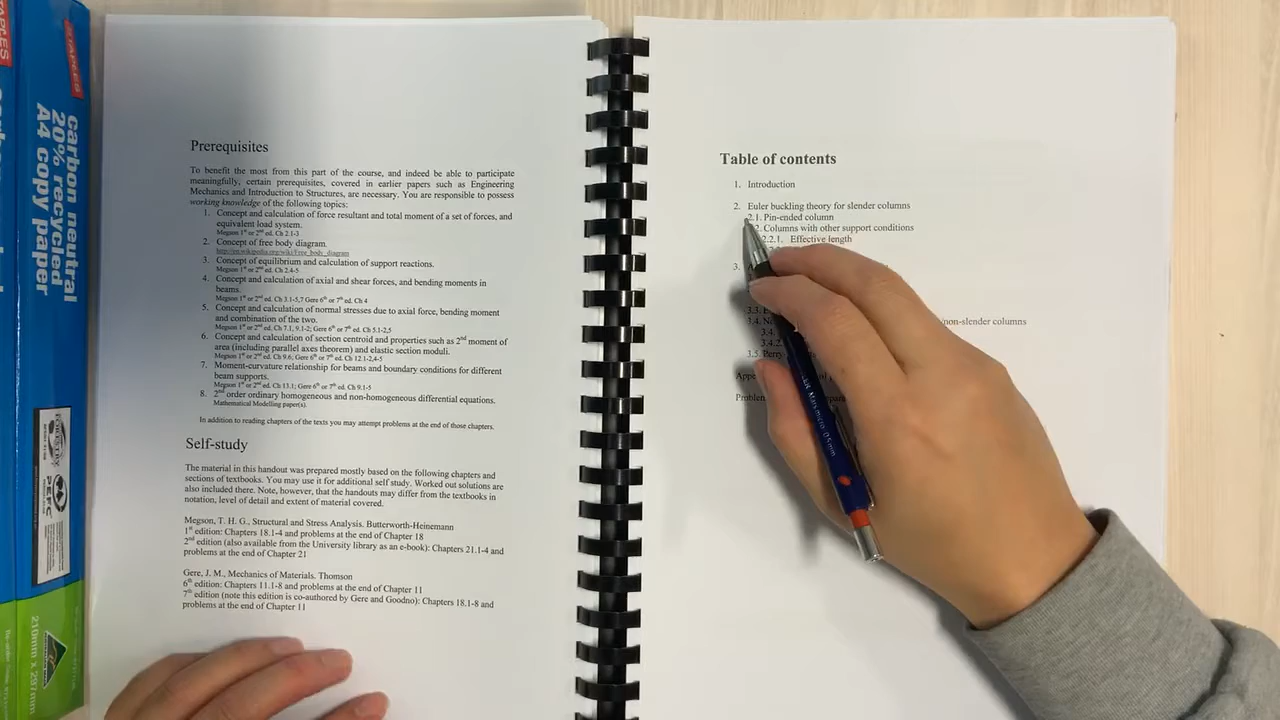 STAPLES
STAPLES
carbon neutral
20% recycled
A4 copy paper
PEFC
210mm x 297mm
Prerequisites
To benefit the most from this part of the course, and indeed be able to participate
meaningfully, certain prerequisites, covered in earlier papers such as Engineering
Mechanics and Introduction to Structures, are necessary. You are responsible to possess
working knowledge of the following topics:
1. Concept and calculation of force resultant and total moment of a set of forces, and
equivalent load system.
Megson 1st or 2nd ed. Ch 2.1-3
2. Concept of free body diagram.
http://en.wikipedia.org/wiki/Free_body_diagram
3. Concept of equilibrium and calculation of support reactions.
Megson 1st or 2nd ed. Ch 2.4-5
4. Concept and calculation of axial and shear forces, and bending moments in
beams.
Megson 1st or 2nd ed. Ch 3.1-5,7 Gere 6th or 7th ed. Ch 4
5. Concept and calculation of normal stresses due to axial force, bending moment
and combination of the two.
Megson 1st or 2nd ed. Ch 7.1, 9.1-2; Gere 6th or 7th ed. Ch 5.1-2,5
6. Concept and calculation of section centroid and properties such as 2nd moment of
area (including parallel axes theorem) and elastic section moduli.
Megson 1st or 2nd ed. Ch 9.6; Gere 6th or 7th ed. Ch 12.1-2,4-5
7. Moment-curvature relationship for beams and boundary conditions for different
beam supports.
Megson 1st or 2nd ed. Ch 13.1; Gere 6th or 7th ed. Ch 9.1-5
8. 2nd order ordinary homogeneous and non-homogeneous differential equations.
Mathematical Modelling paper(s).
In addition to reading chapters of the texts you may attempt problems at the end of those chapters.
Self-study
The material in this handout was prepared mostly based on the following chapters and
sections of textbooks. You may use it for additional self study. Worked out solutions are
also included there. Note, however, that the handouts may differ from the textbooks in
notation, level of detail and extent of material covered.
Megson, T. H. G., Structural and Stress Analysis. Butterworth-Heinemann
1st edition: Chapters 18.1-4 and problems at the end of Chapter 18
2nd edition (also available from the University library as an e-book): Chapters 21.1-4 and
problems at the end of Chapter 21
Gere, J. M., Mechanics of Materials. Thomson
6th edition: Chapters 11.1-8 and problems at the end of Chapter 11
7th edition (note this edition is co-authored by Gere and Goodno): Chapters 18.1-8 and
problems at the end of Chapter 11
Table of contents
1. Introduction
2. Euler buckling theory for slender columns
2.1. Pin-ended column
Columns with other support conditions
2.2.1. Effective length
3.
3.3.
3.4. /non-slender columns
3.4.
3.4.2.
3.5. Perry
Mars micro 0.5 mm